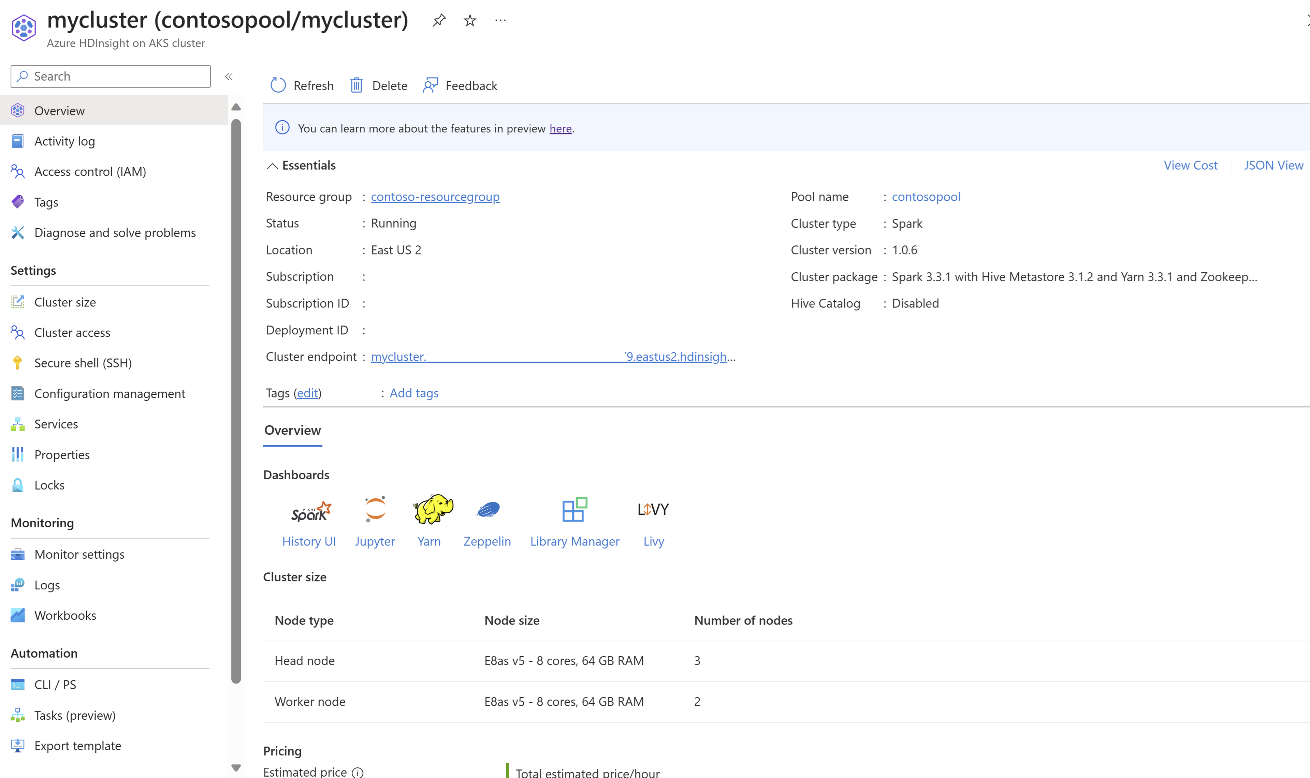 mycluster (contosopool/mycluster)
Azure HDInsight on AKS cluster
Search
Overview
Activity log
Access control (IAM)
Tags
Diagnose and solve problems
Settings
Cluster size
Cluster access
Secure shell (SSH)
Configuration management
Services
Properties
Locks
Monitoring
Monitor settings
Logs
Workbooks
Automation
CLI / PS
Tasks (preview)
Export template
Refresh Delete Feedback
You can learn more about the features in preview here.
Essentials
View Cost JSON View
Resource group : contoso-resourcegroup
Status : Running
Location : East US 2
Subscription :
Subscription ID :
Deployment ID :
Cluster endpoint : mycluster. 9.eastus2.hdinsigh...
Pool name : contosopool
Cluster type : Spark
Cluster version : 1.0.6
Cluster package : Spark 3.3.1 with Hive Metastore 3.1.2 and Yarn 3.3.1 and Zookeep...
Hive Catalog : Disabled
Tags (edit) : Add tags
Overview
Dashboards
Spark LIVY
History UI Jupyter Yarn Zeppelin Library Manager Livy
Cluster size
Node type Node size Number of nodes
Head node E8as v5 - 8 cores, 64 GB RAM 3
Worker node E8as v5 - 8 cores, 64 GB RAM 2
Pricing
Estimated price Total estimated price/hour